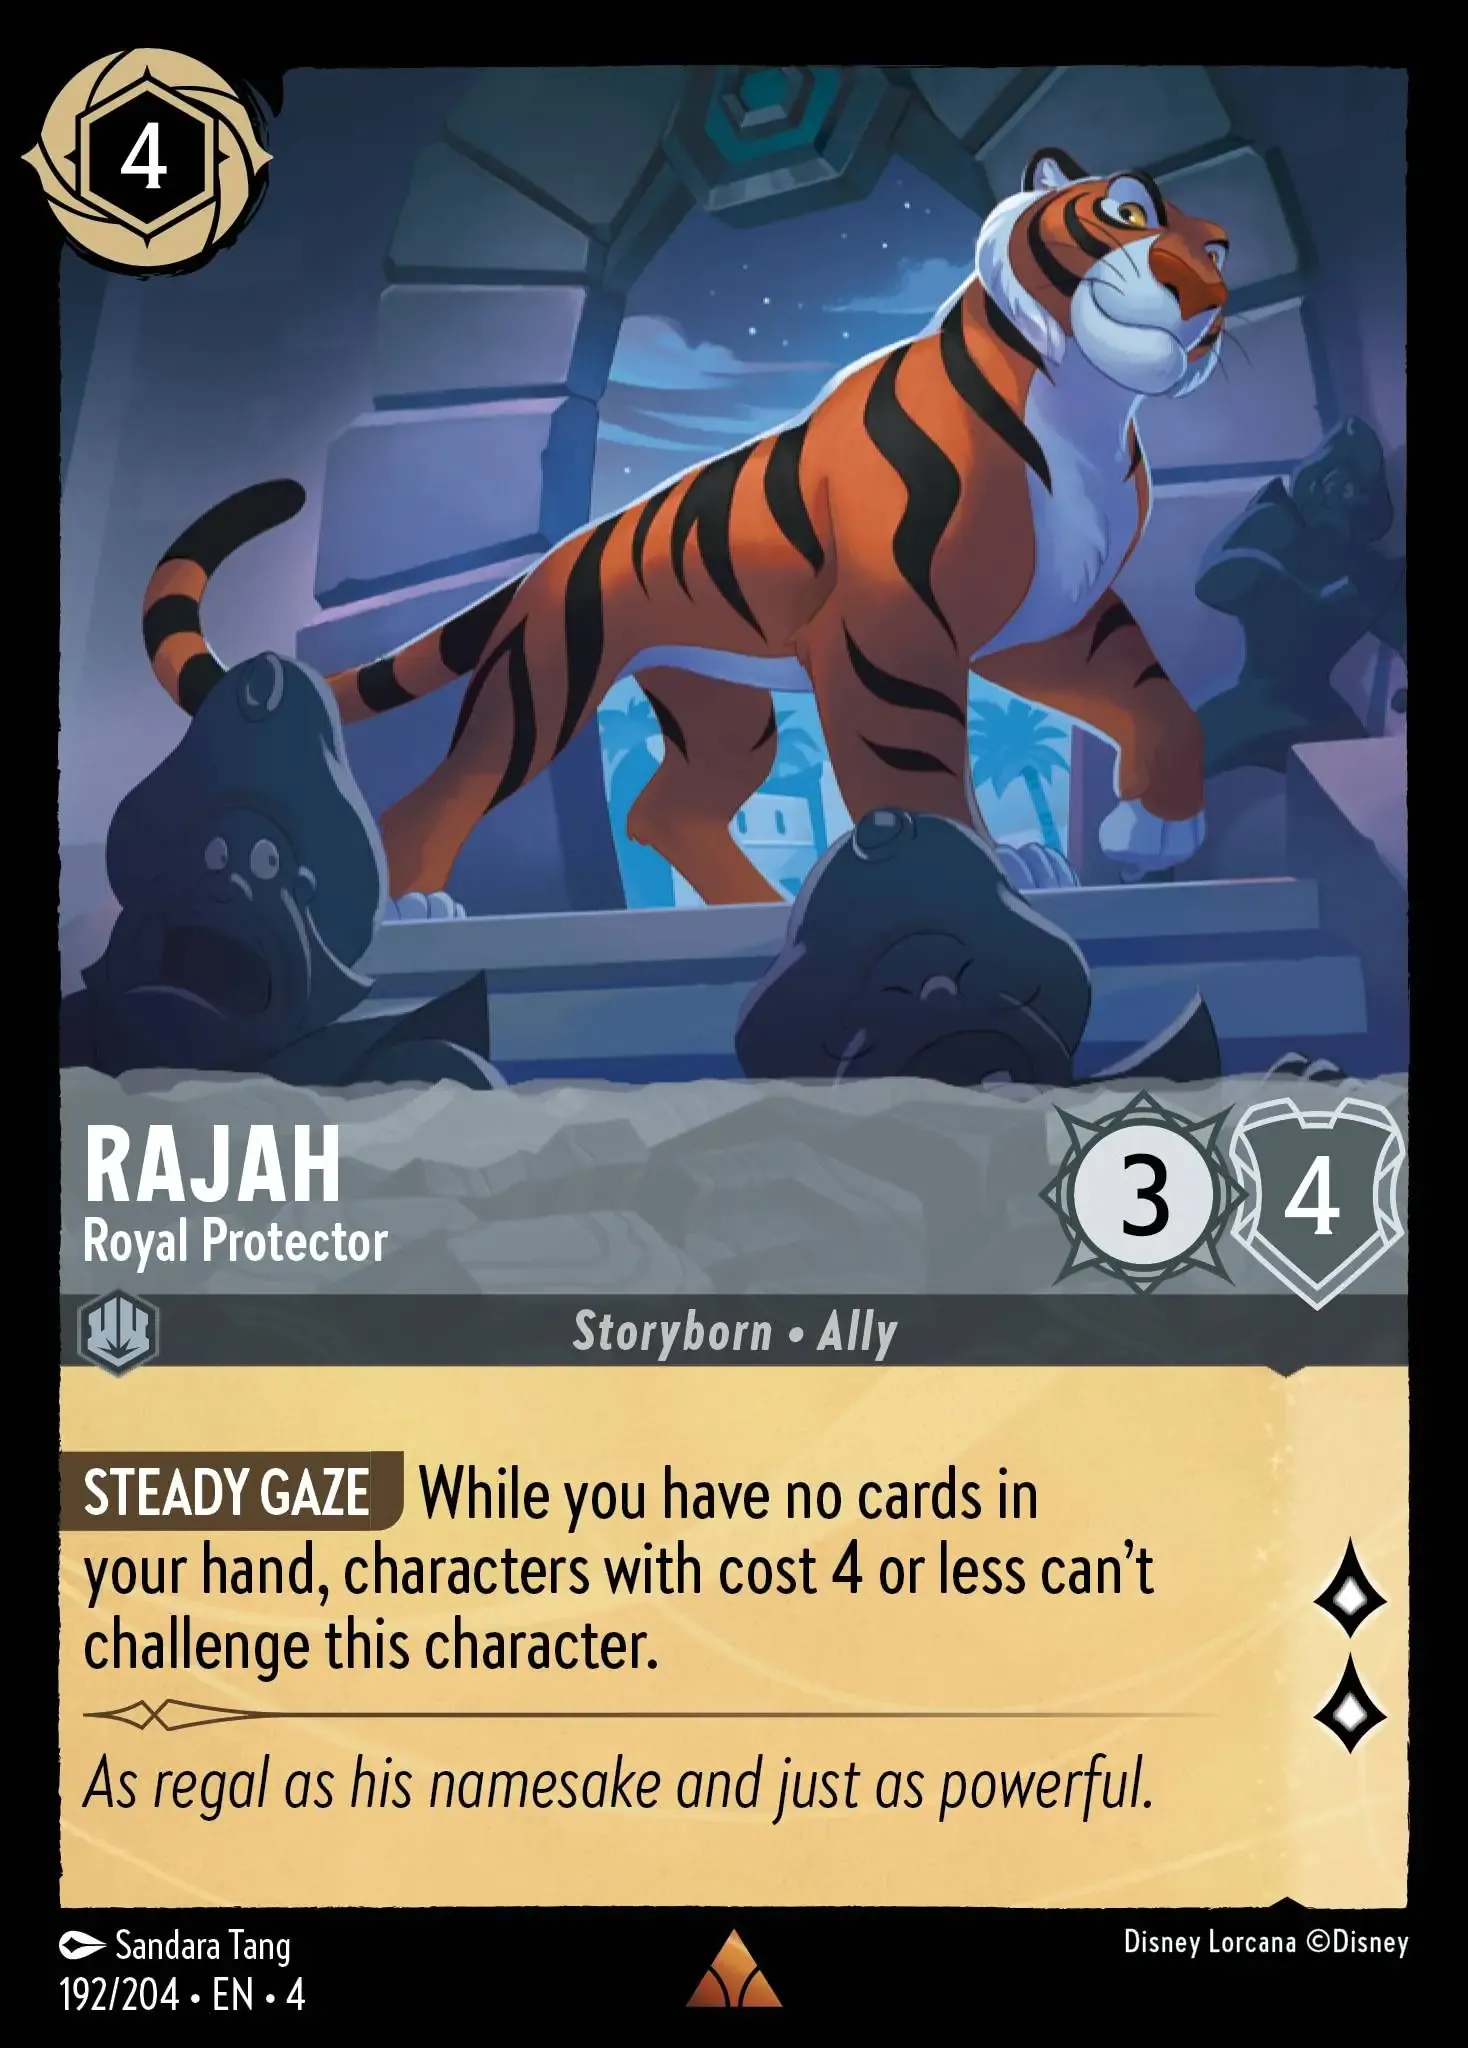 4
RAJAH
Royal Protector
3
4
Storyborn • Ally
STEADY GAZE While you have no cards in
your hand, characters with cost 4 or less can't
challenge this character.
As regal as his namesake and just as powerful.
Sandara Tang
Disney Lorcana ©Disney
192/204 • EN • 4